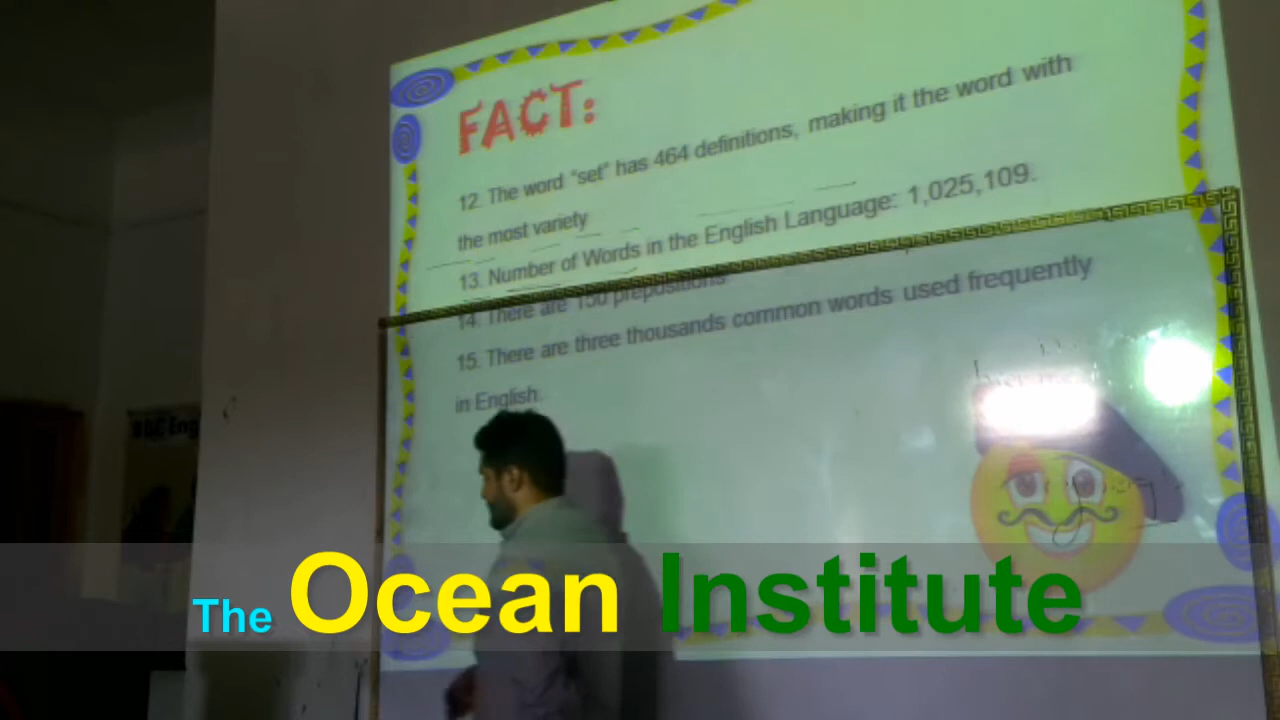 FACT:
12. The word "set" has 464 definitions, making it the word with
the most variety
13. Number of Words in the English Language: 1,025,109.
14. There are 150 prepositions
15. There are three thousands common words used frequently
in English.
The Ocean Institute